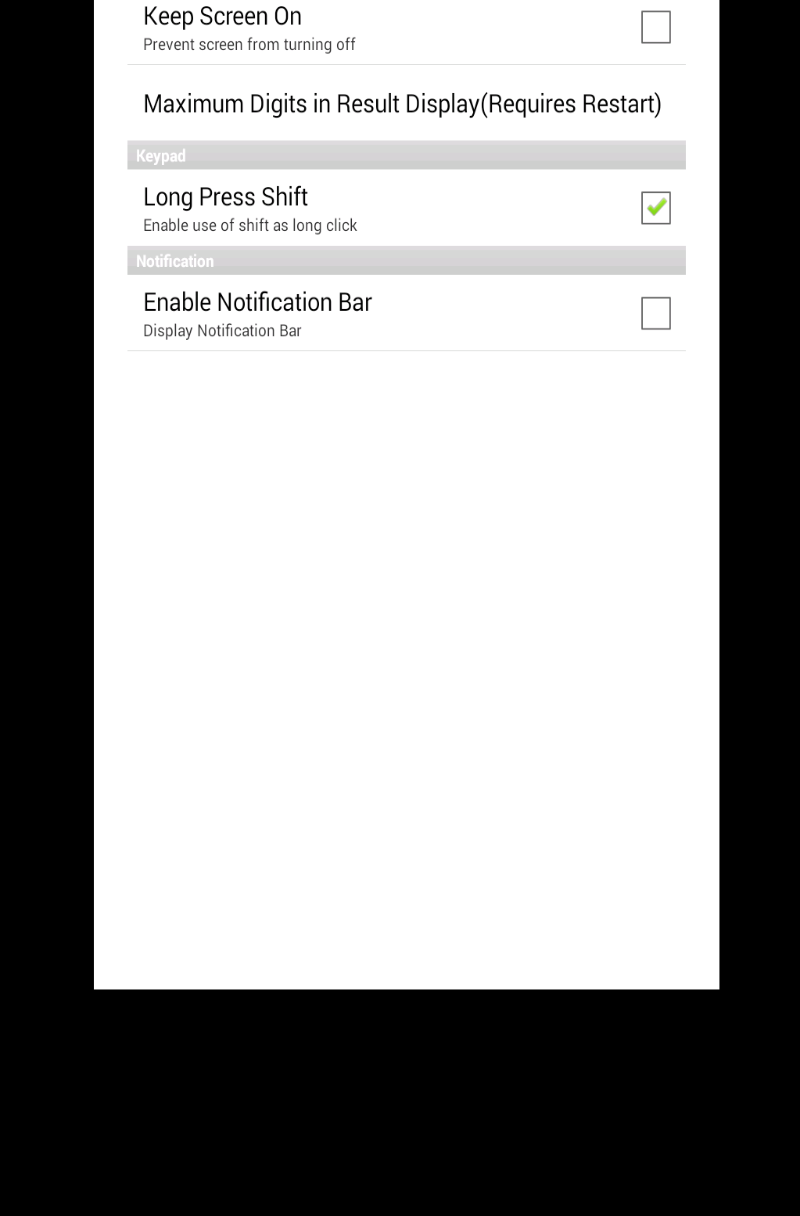 Keep Screen On
Prevent screen from turning off
Maximum Digits in Result Display(Requires Restart)
Keypad
Long Press Shift
Enable use of shift as long click
Notification
Enable Notification Bar
Display Notification Bar